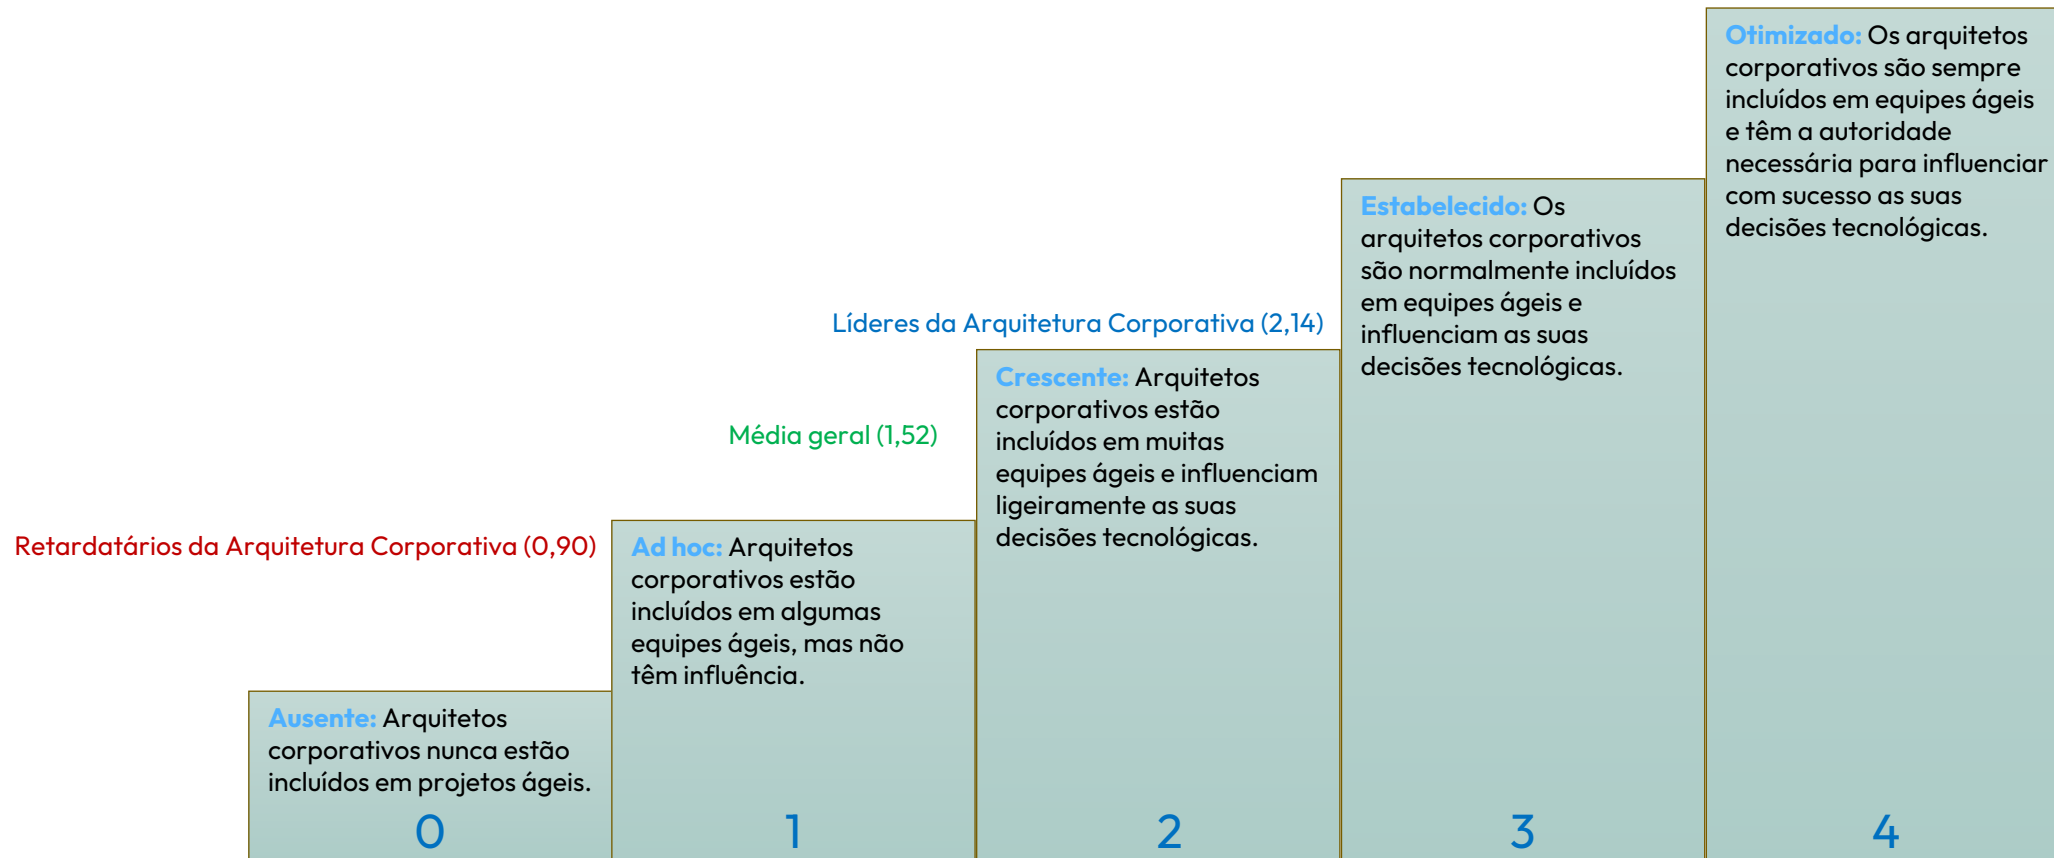 Otimizado: Os arquitetos
corporativos são sempre
incluídos em equipes ágeis
e têm a autoridade
necessária para influenciar
com sucesso as suas
decisões tecnológicas.
Estabelecido: Os
arquitetos corporativos
são normalmente incluídos
em equipes ágeis e
influenciam as suas
decisões tecnológicas.
Líderes da Arquitetura Corporativa (2,14)
Crescente: Arquitetos
corporativos estão
incluídos em muitas
equipes ágeis e influenciam
ligeiramente as suas
decisões tecnológicas.
Média geral (1,52)
Retardatários da Arquitetura Corporativa (0,90)
Ad hoc: Arquitetos
corporativos estão
incluídos em algumas
equipes ágeis, mas não
têm influência.
Ausente: Arquitetos
corporativos nunca estão
incluídos em projetos ágeis.
0
1
2
3
4